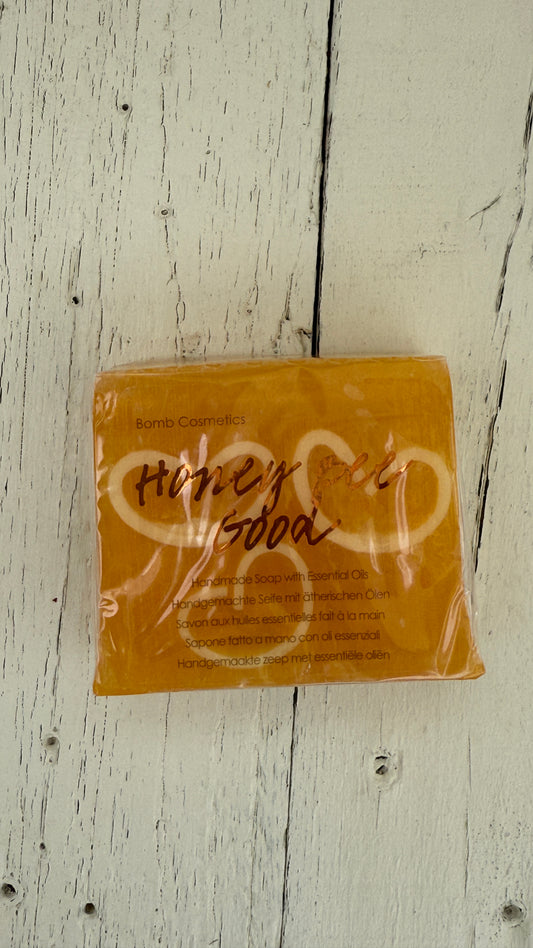 Bomb Cosmetics
Honey Bee
Good
Handmade Soap with Essential Oils
Handgemachte Seife mit ätherischen Ölen
Savon aux huiles essentielles fait à la main
Sapone fatto a mano con oli essenziali
Handgemaakte zeep met essentiële oliën